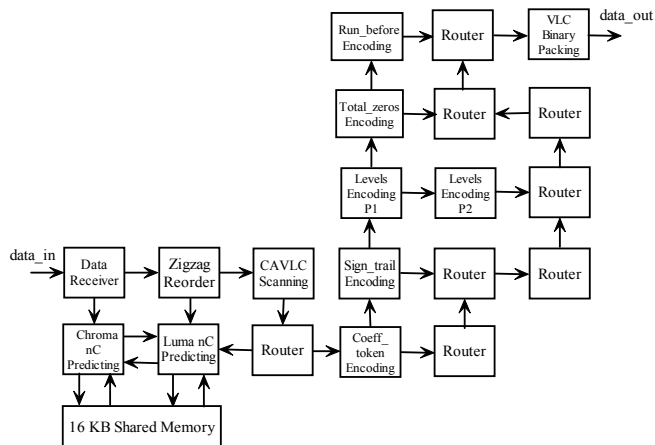 Run_before
Encoding
Router
VLC
Binary
Packing
data_out
Total_zeros
Encoding
Router
Router
Levels
Encoding
P1
Levels
Encoding
P2
Router
data_in
Data
Receiver
Zigzag
Reorder
CAVLC
Scanning
Sign_trail
Encoding
Router
Router
Chroma
nC
Predicting
Luma nC
Predicting
Router
Coeff_
token
Encoding
Router
16 KB Shared Memory